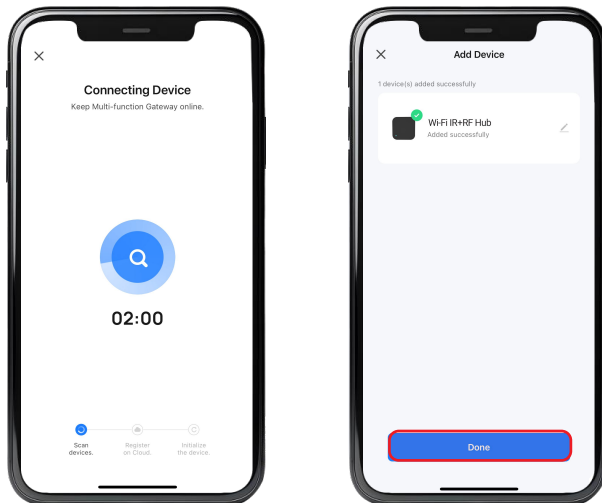 Connecting Device
Keep Multi-function Gateway online.
02:00
Scan
devices.
Register
on Cloud.
Initialize
the device.
Add Device
1 device(s) added successfully
Wi-Fi IR+RF Hub
Added successfully
Done